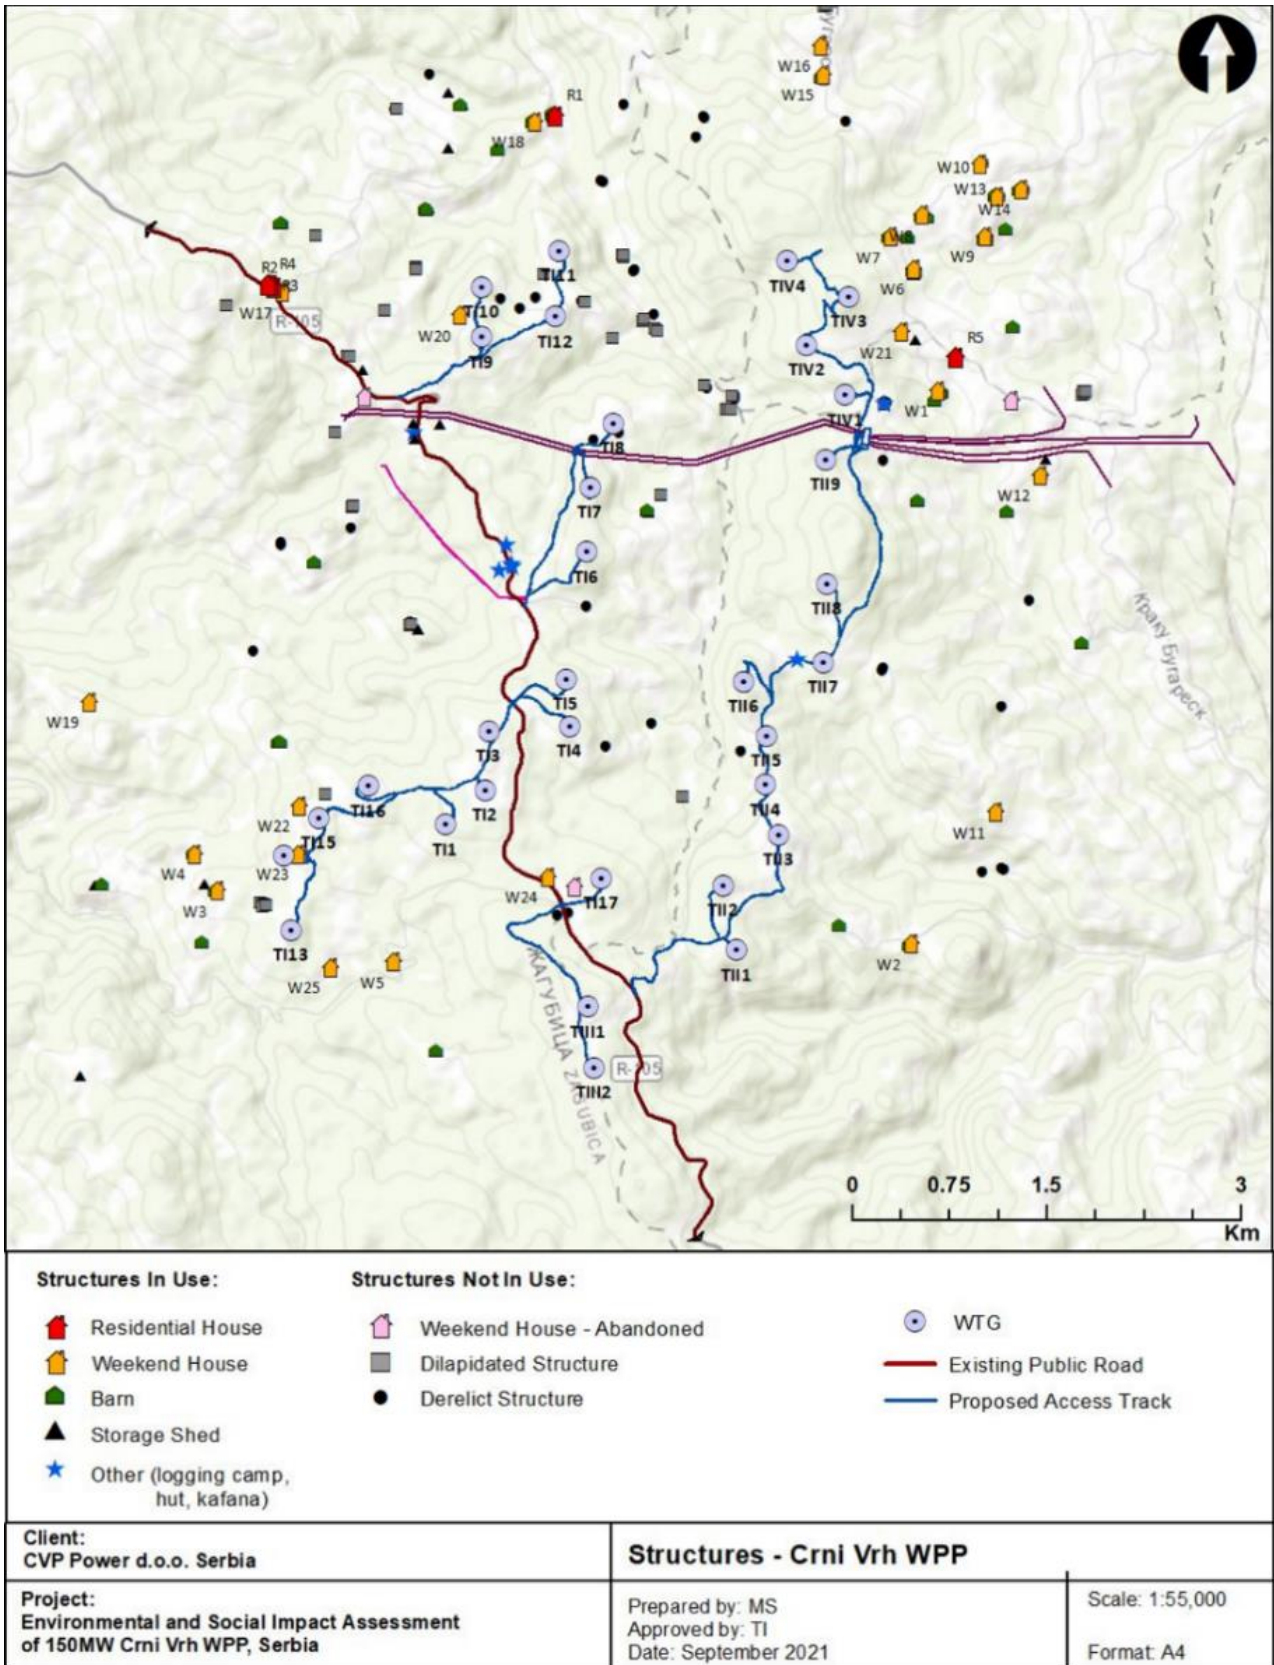 W16
W15
R1
W18
W10
W13
W14
W8
W7
W9
W6
R2
R4
R3
W17
R-105
TI11
TIV4
TI10
TIV3
W20
TI12
W21
R5
TI9
TIV2
W1
TIV1
TI8
TII9
W12
TI7
TI6
TII8
Краку Бугареск
W19
TI5
TII6
TII7
TI3
TI4
TII5
TI16
TI2
TII4
W22
TI15
TI1
W11
TII3
W4
W23
W24
TI17
TII2
W3
TI13
W25
W5
TII1
W2
ЖАГУБИЦА ZAGUBICA
TIII1
TIII2
R-105
0 0.75 1.5 3
Km
Structures In Use:
Residential House
Weekend House
Barn
Storage Shed
Other (logging camp,
hut, kafana)
Structures Not In Use:
Weekend House - Abandoned
Dilapidated Structure
Derelict Structure
WTG
Existing Public Road
Proposed Access Track
Client:
CVP Power d.o.o. Serbia
Project:
Environmental and Social Impact Assessment
of 150MW Crni Vrh WPP, Serbia
Structures - Crni Vrh WPP
Prepared by: MS
Approved by: TI
Date: September 2021
Scale: 1:55,000
Format: A4